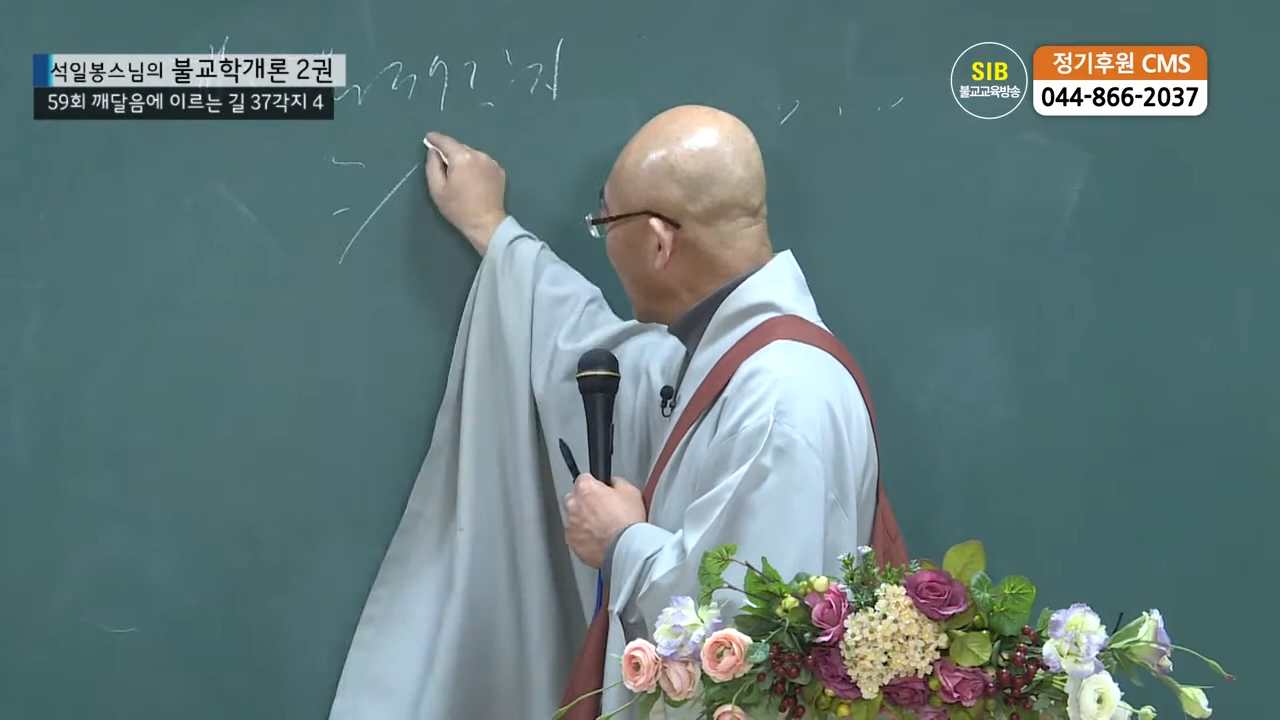 석일봉스님의 불교학개론 2권
59회 깨달음에 이르는 길 37각지 4
SIB
불교교육방송
정기후원 CMS
044-866-2037